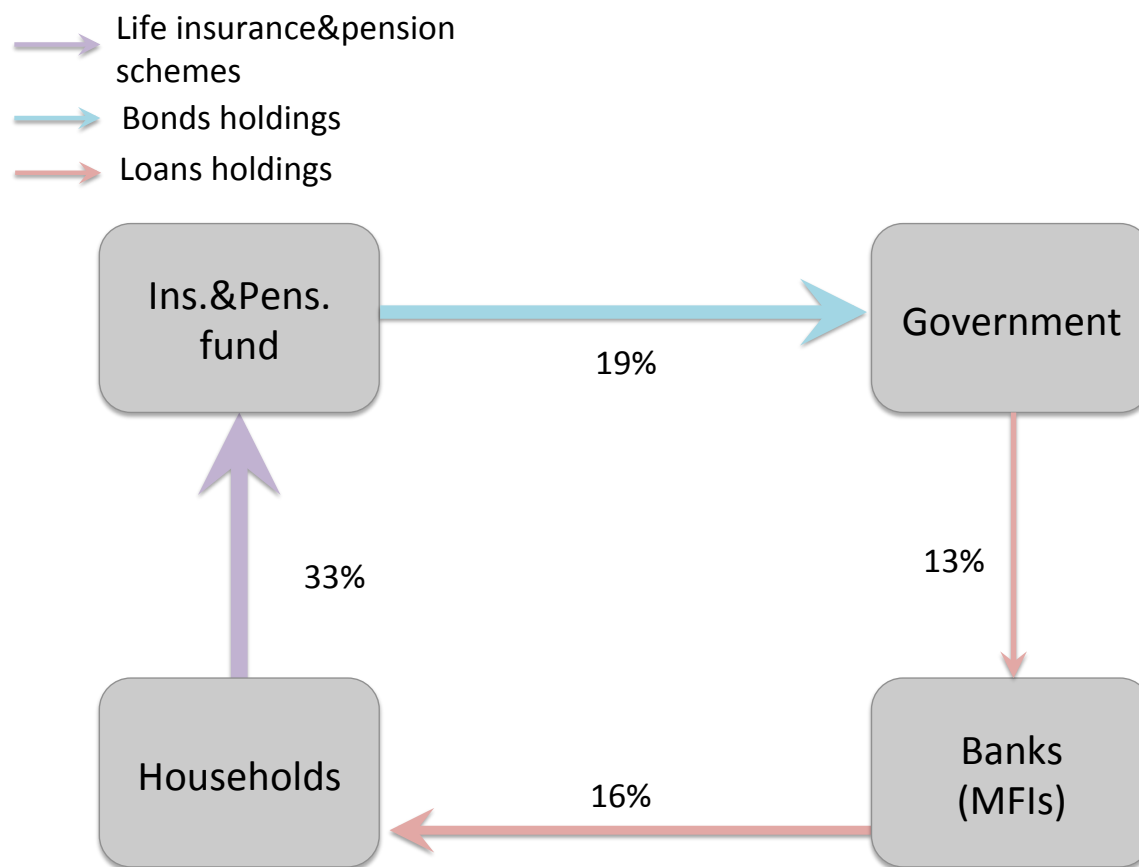 Life insurance&pension
schemes
Bonds holdings
Loans holdings
Ins.&Pens.
fund
Government
19%
33%
13%
Households
Banks
(MFIs)
16%